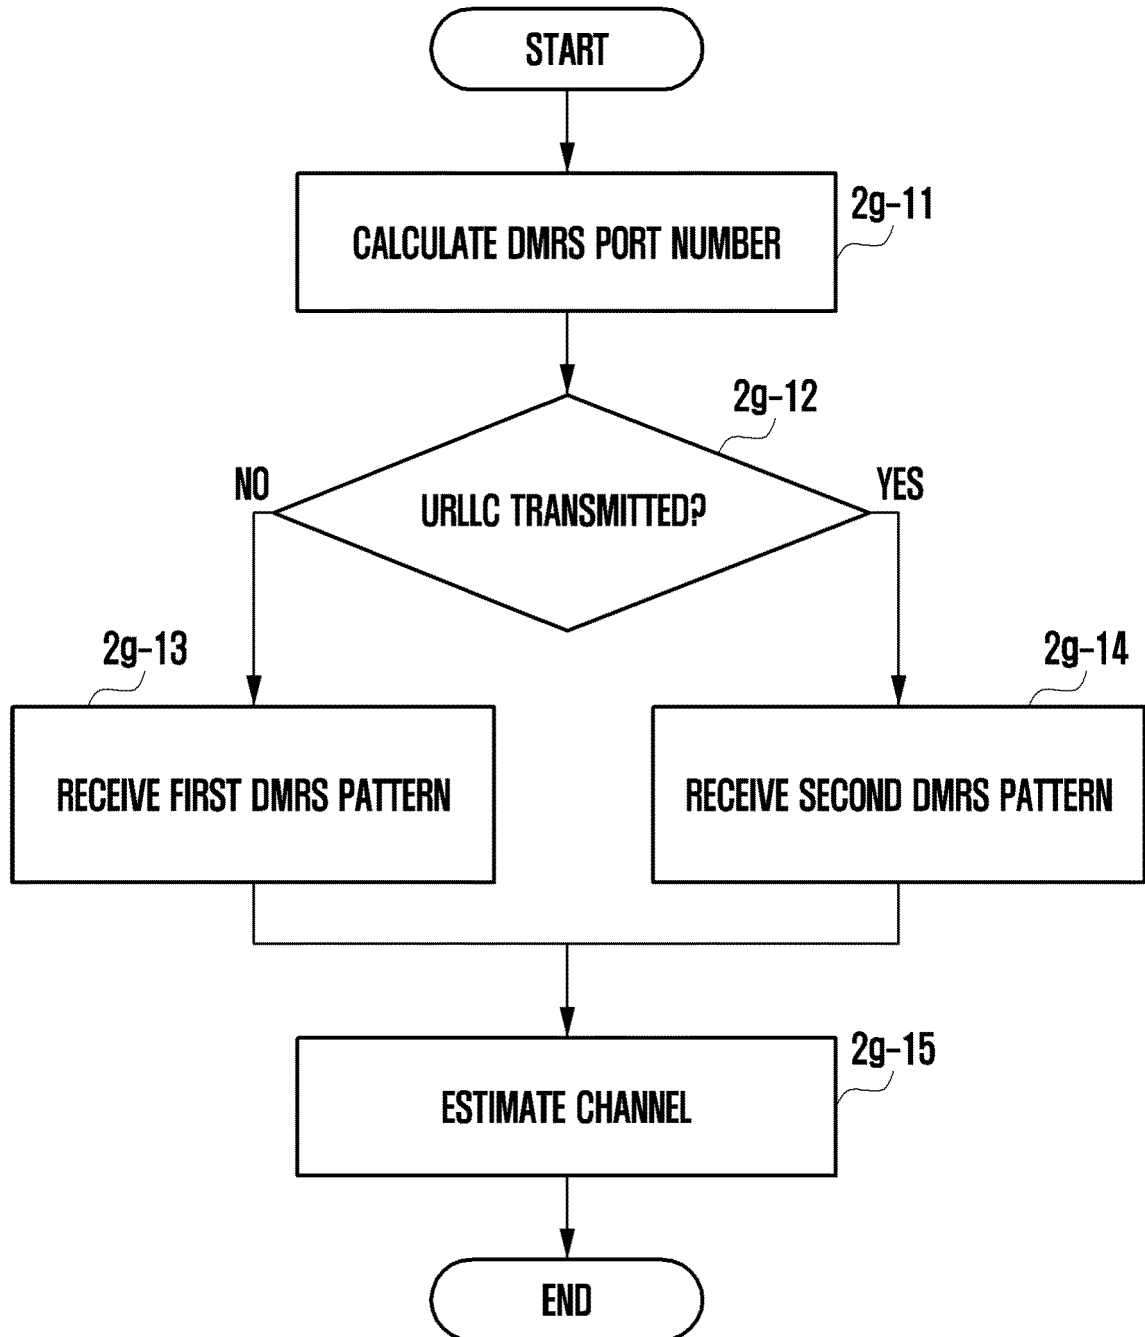 START
2g-11
CALCULATE DMRS PORT NUMBER
2g-12
NO
YES
URLLC TRANSMITTED?
2g-13
2g-14
RECEIVE FIRST DMRS PATTERN
RECEIVE SECOND DMRS PATTERN
2g-15
ESTIMATE CHANNEL
END